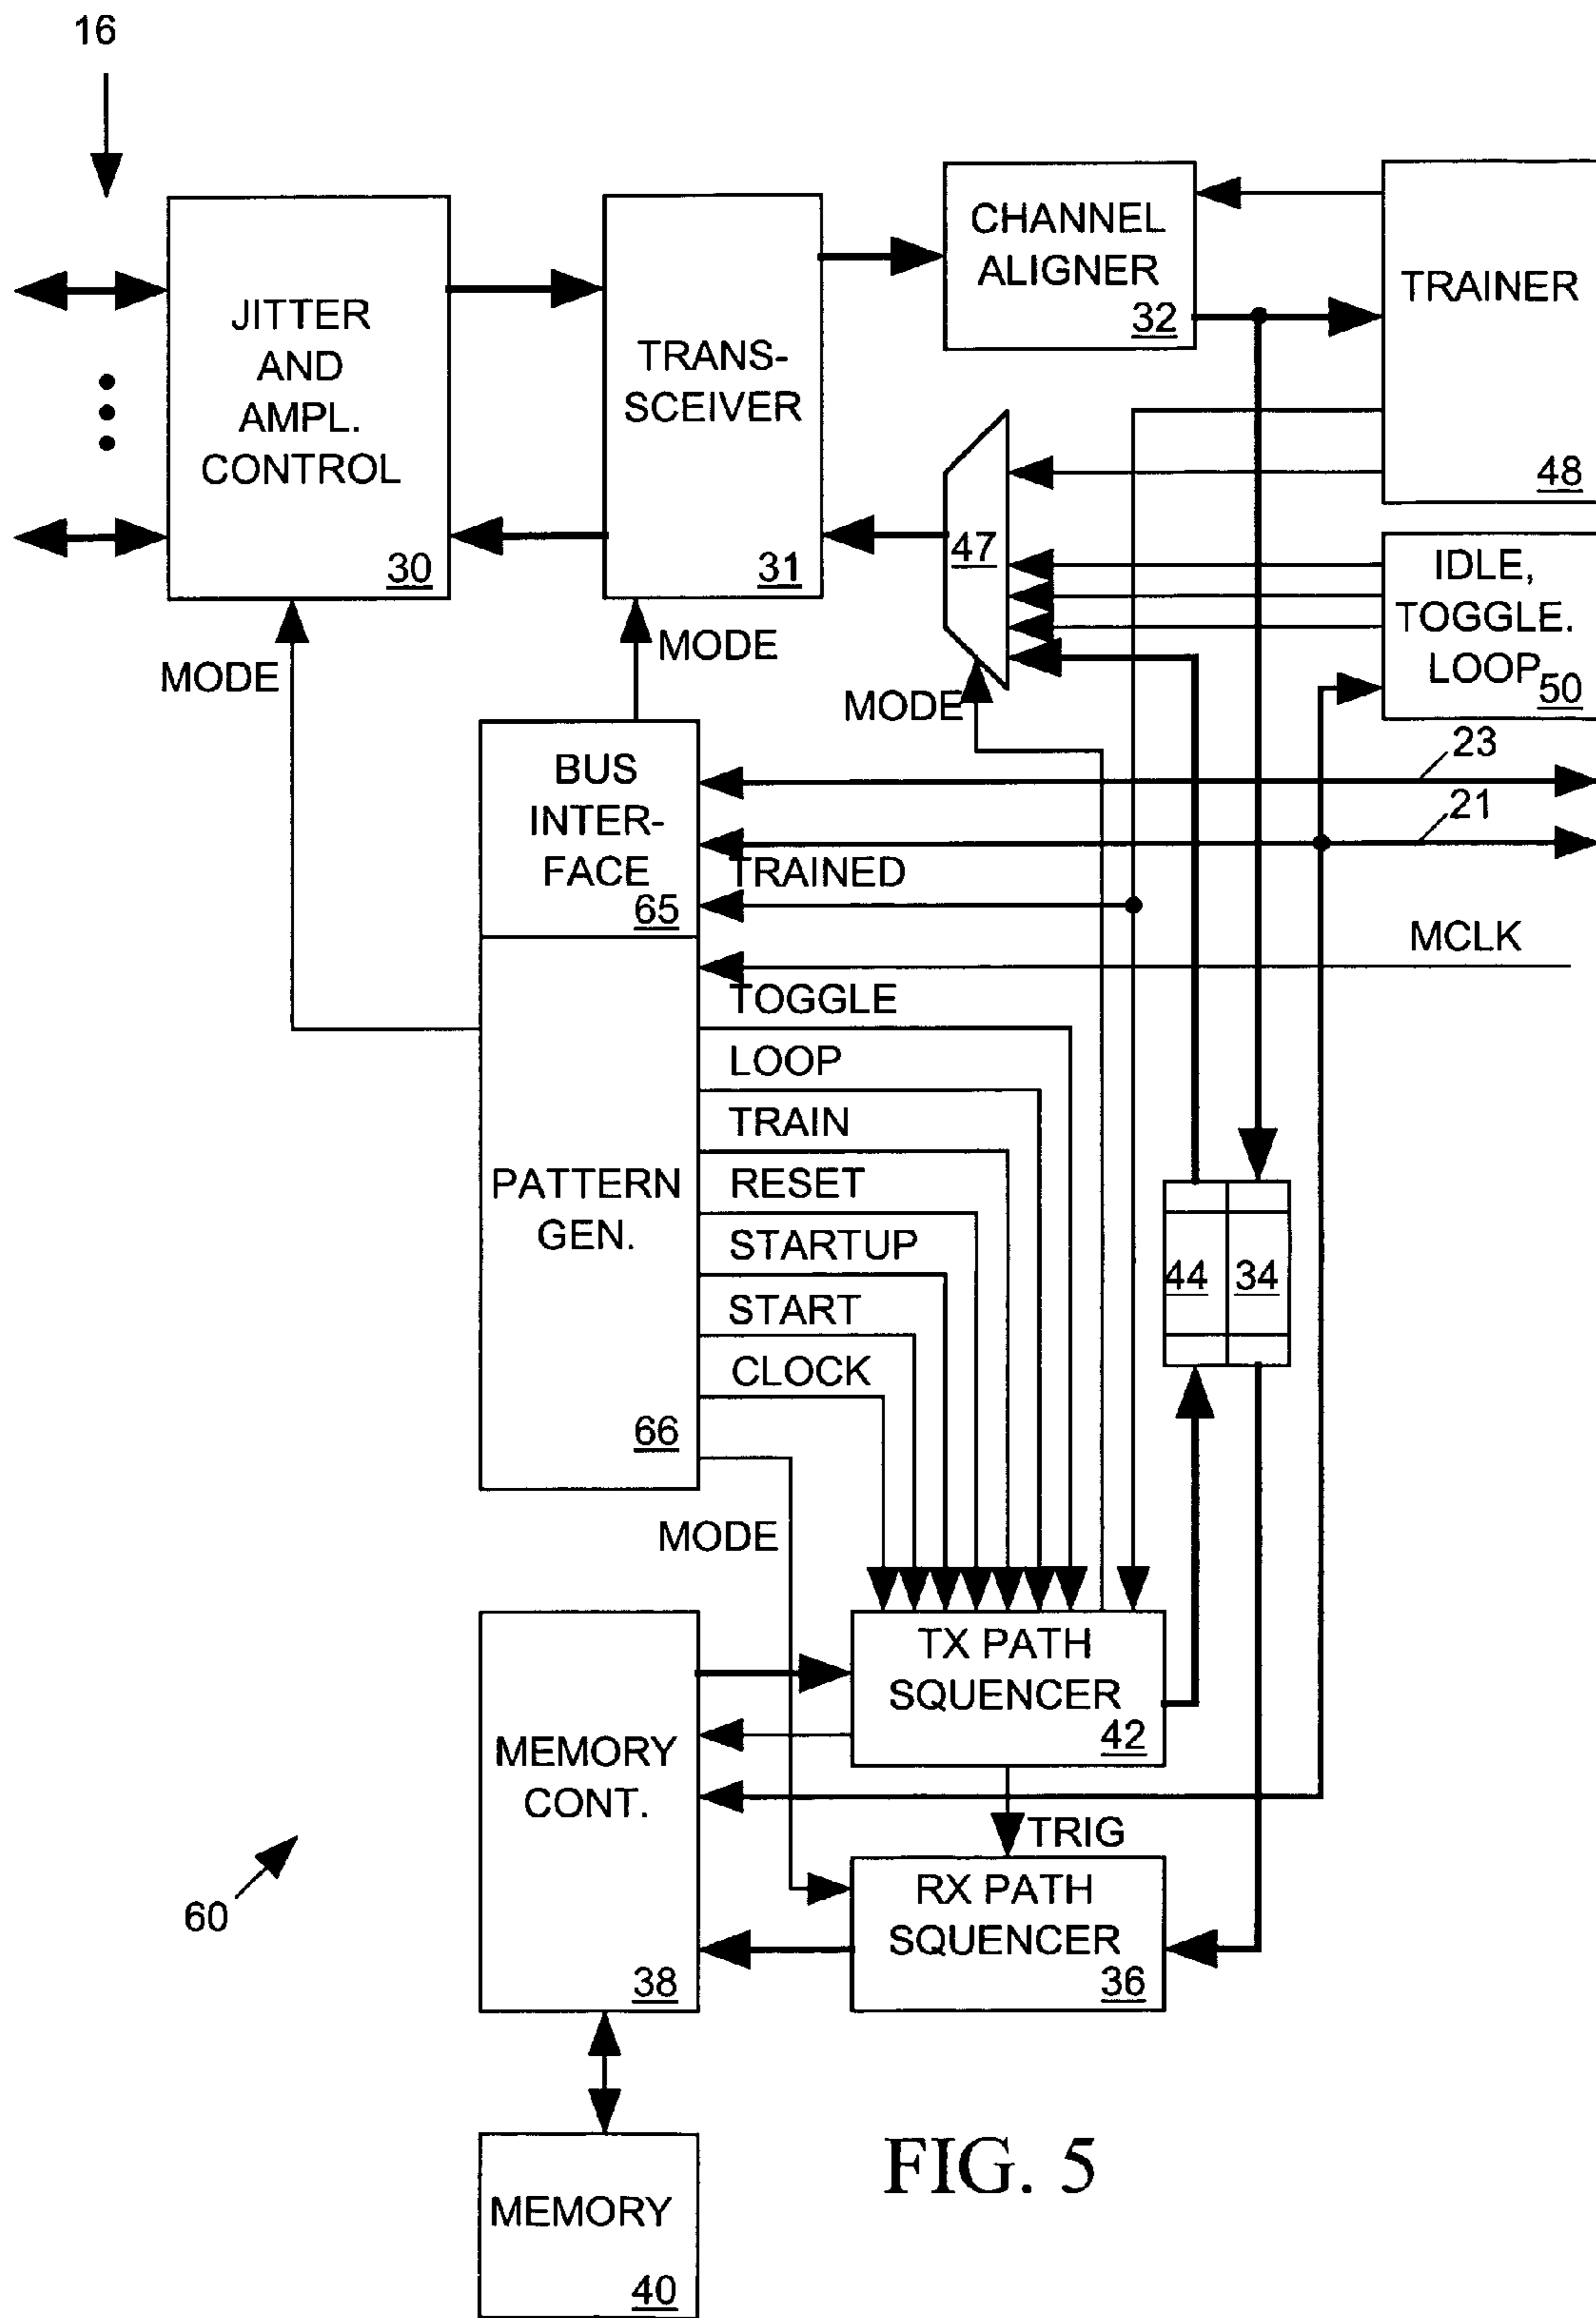 16
JITTER
AND
AMPL.
CONTROL
30
TRANS-
SCEIVER
31
CHANNEL
ALIGNER
32
TRAINER
48
47
IDLE,
TOGGLE.
LOOP
50
MODE
MODE
MODE
BUS
INTER-
FACE
65
23
21
TRAINED
MCLK
TOGGLE
LOOP
TRAIN
RESET
STARTUP
START
CLOCK
PATTERN
GEN.
66
44
34
MODE
TX PATH
SQUENCER
42
MEMORY
CONT.
38
TRIG
RX PATH
SQUENCER
36
60
MEMORY
40
FIG. 5